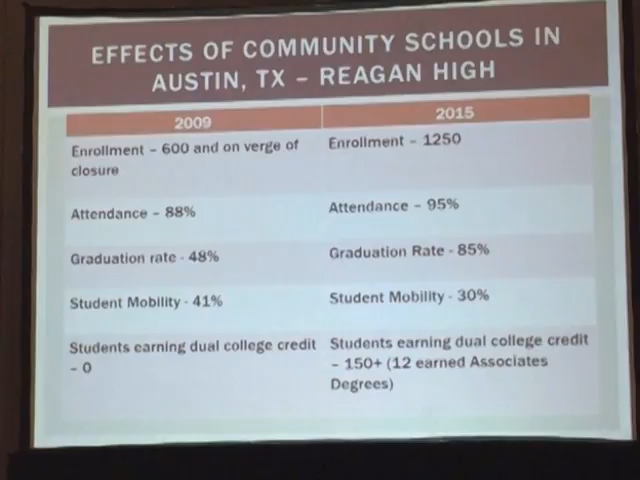 EFFECTS OF COMMUNITY SCHOOLS IN
AUSTIN, TX – REAGAN HIGH
2009
2015
Enrollment – 600 and on verge of
closure
Enrollment – 1250
Attendance – 88%
Attendance – 95%
Graduation rate - 48%
Graduation Rate - 85%
Student Mobility - 41%
Student Mobility - 30%
Students earning dual college credit
– 0
Students earning dual college credit
– 150+ (12 earned Associates
Degrees)